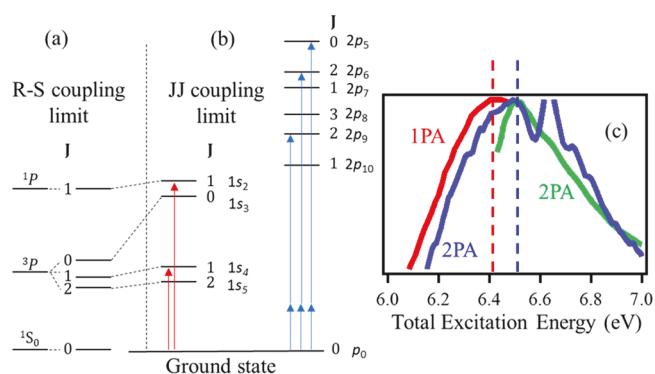 (a)
R-S coupling
limit
J
¹P
1
³P
0
1
2
¹S₀
0
(b)
JJ coupling
limit
J
1 1s₂
0 1s₃
1 1s₄
2 1s₅
J
0 2p₅
2 2p₆
1 2p₇
3 2p₈
2 2p₉
1 2p₁₀
0 p₀
Ground state
(c)
1PA
2PA
2PA
6.0 6.2 6.4 6.6 6.8 7.0
Total Excitation Energy (eV)